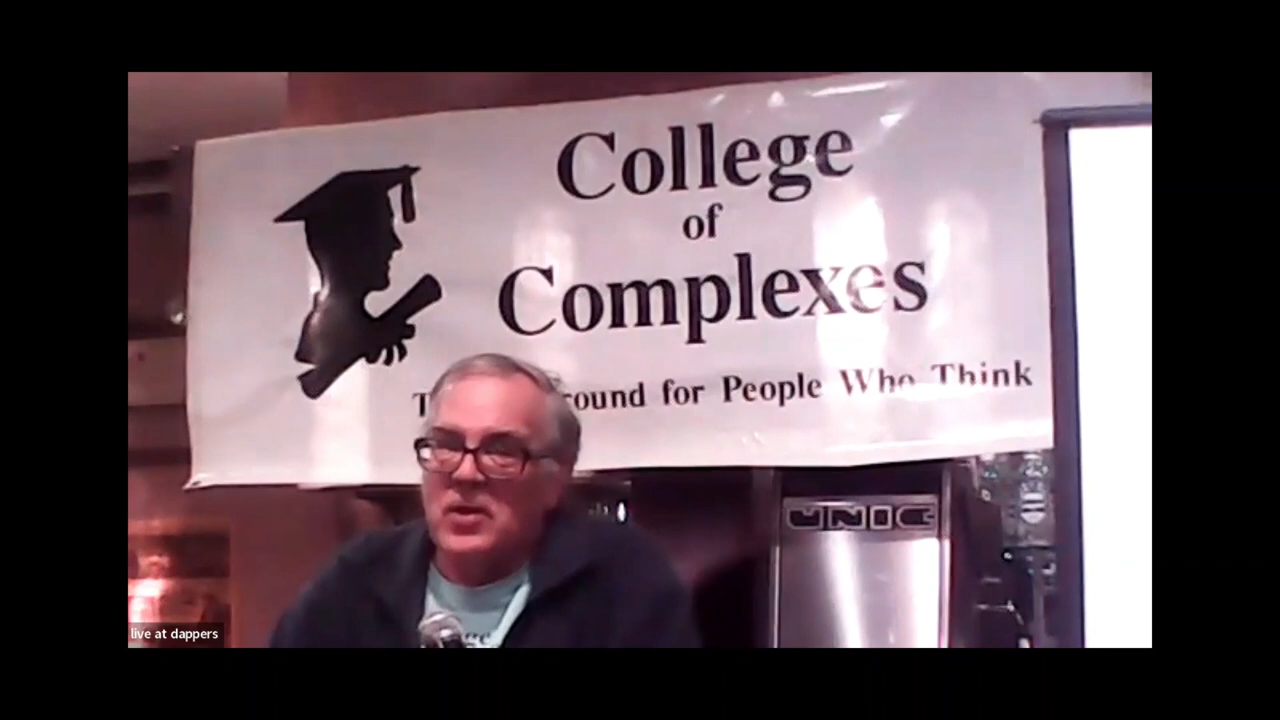 College
of
Complexes
for People Who Think
UNIC
live at dappers